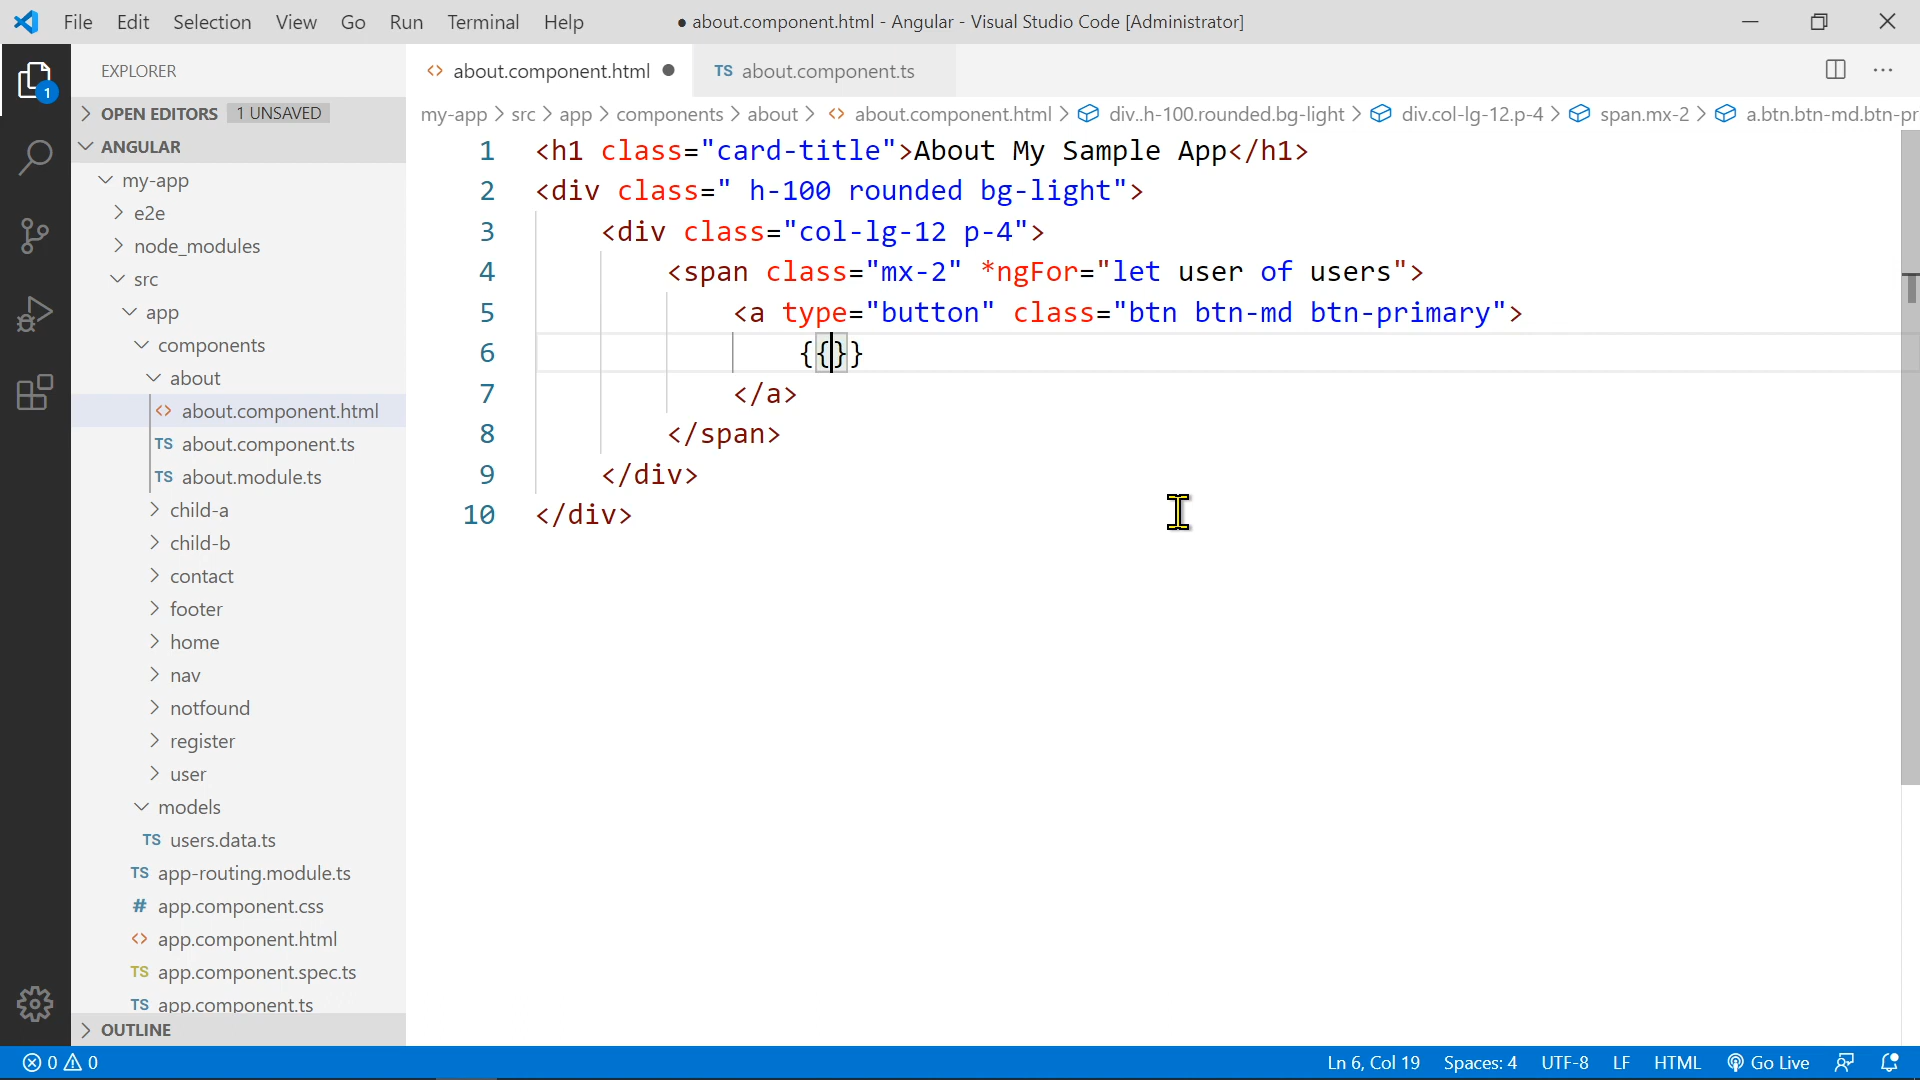 File Edit Selection View Go Run Terminal Help ● about.component.html - Angular - Visual Studio Code [Administrator]
1
EXPLORER
OPEN EDITORS 1 UNSAVED
ANGULAR
my-app
e2e
node_modules
src
app
components
about
<> about.component.html
TS about.component.ts
TS about.module.ts
child-a
child-b
contact
footer
home
nav
notfound
register
user
models
TS users.data.ts
TS app-routing.module.ts
# app.component.css
<> app.component.html
TS app.component.spec.ts
TS app.component.ts
OUTLINE
<> about.component.html ● TS about.component.ts
my-app > src > app > components > about > <> about.component.html > div..h-100.rounded.bg-light > div.col-lg-12.p-4 > span.mx-2 > a.btn.btn-md.btn-pr
1 <h1 class="card-title">About My Sample App</h1>
2 <div class=" h-100 rounded bg-light">
3 <div class="col-lg-12 p-4">
4 <span class="mx-2" *ngFor="let user of users">
5 <a type="button" class="btn btn-md btn-primary">
6 {{}}
7 </a>
8 </span>
9 </div>
10 </div>
0 0 Ln 6, Col 19 Spaces: 4 UTF-8 LF HTML Go Live